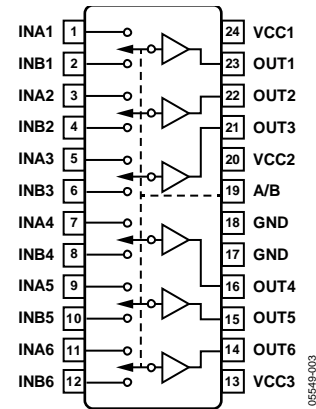 INA1 1 24 VCC1
INB1 2 23 OUT1
INA2 3 22 OUT2
INB2 4 21 OUT3
INA3 5 20 VCC2
INB3 6 19 A/B
INA4 7 18 GND
INB4 8 17 GND
INA5 9 16 OUT4
INB5 10 15 OUT5
INA6 11 14 OUT6
INB6 12 13 VCC3
05549-003